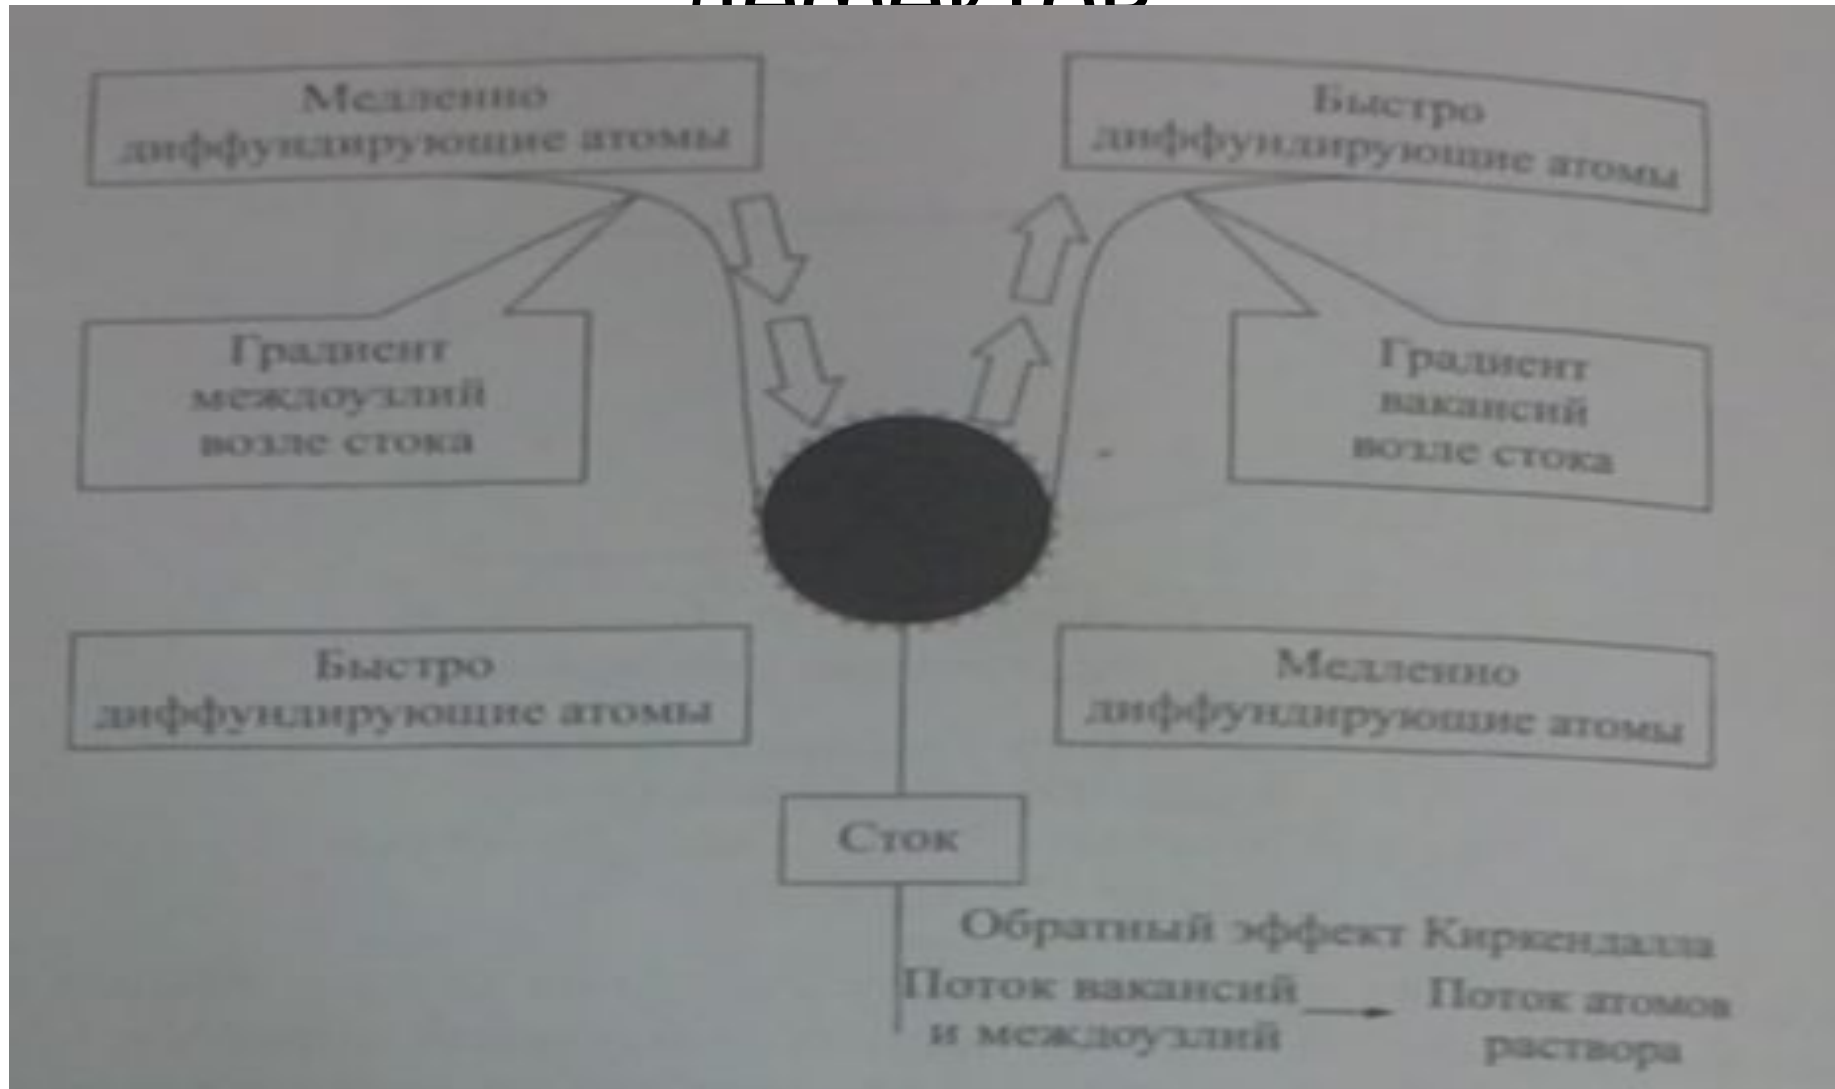 дефектов
Медленно
диффундирующие атомы
Быстро
диффундирующие атомы
Градиент
междоузлий
возле стока
Градиент
вакансий
возле стока
Быстро
диффундирующие атомы
Медленно
диффундирующие атомы
Сток
Обратный эффект Киркендалла
Поток вакансий
и междоузлий
Поток атомов
раствора